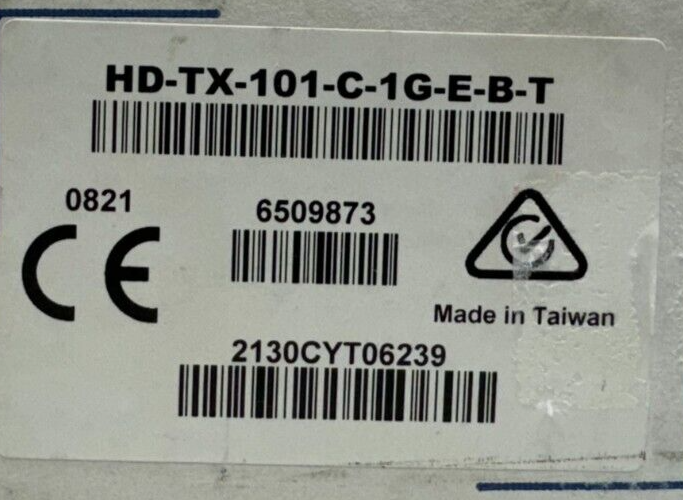 HD-TX-101-C-1G-E-B-T
0821
6509873
CE
Made in Taiwan
2130CYT06239